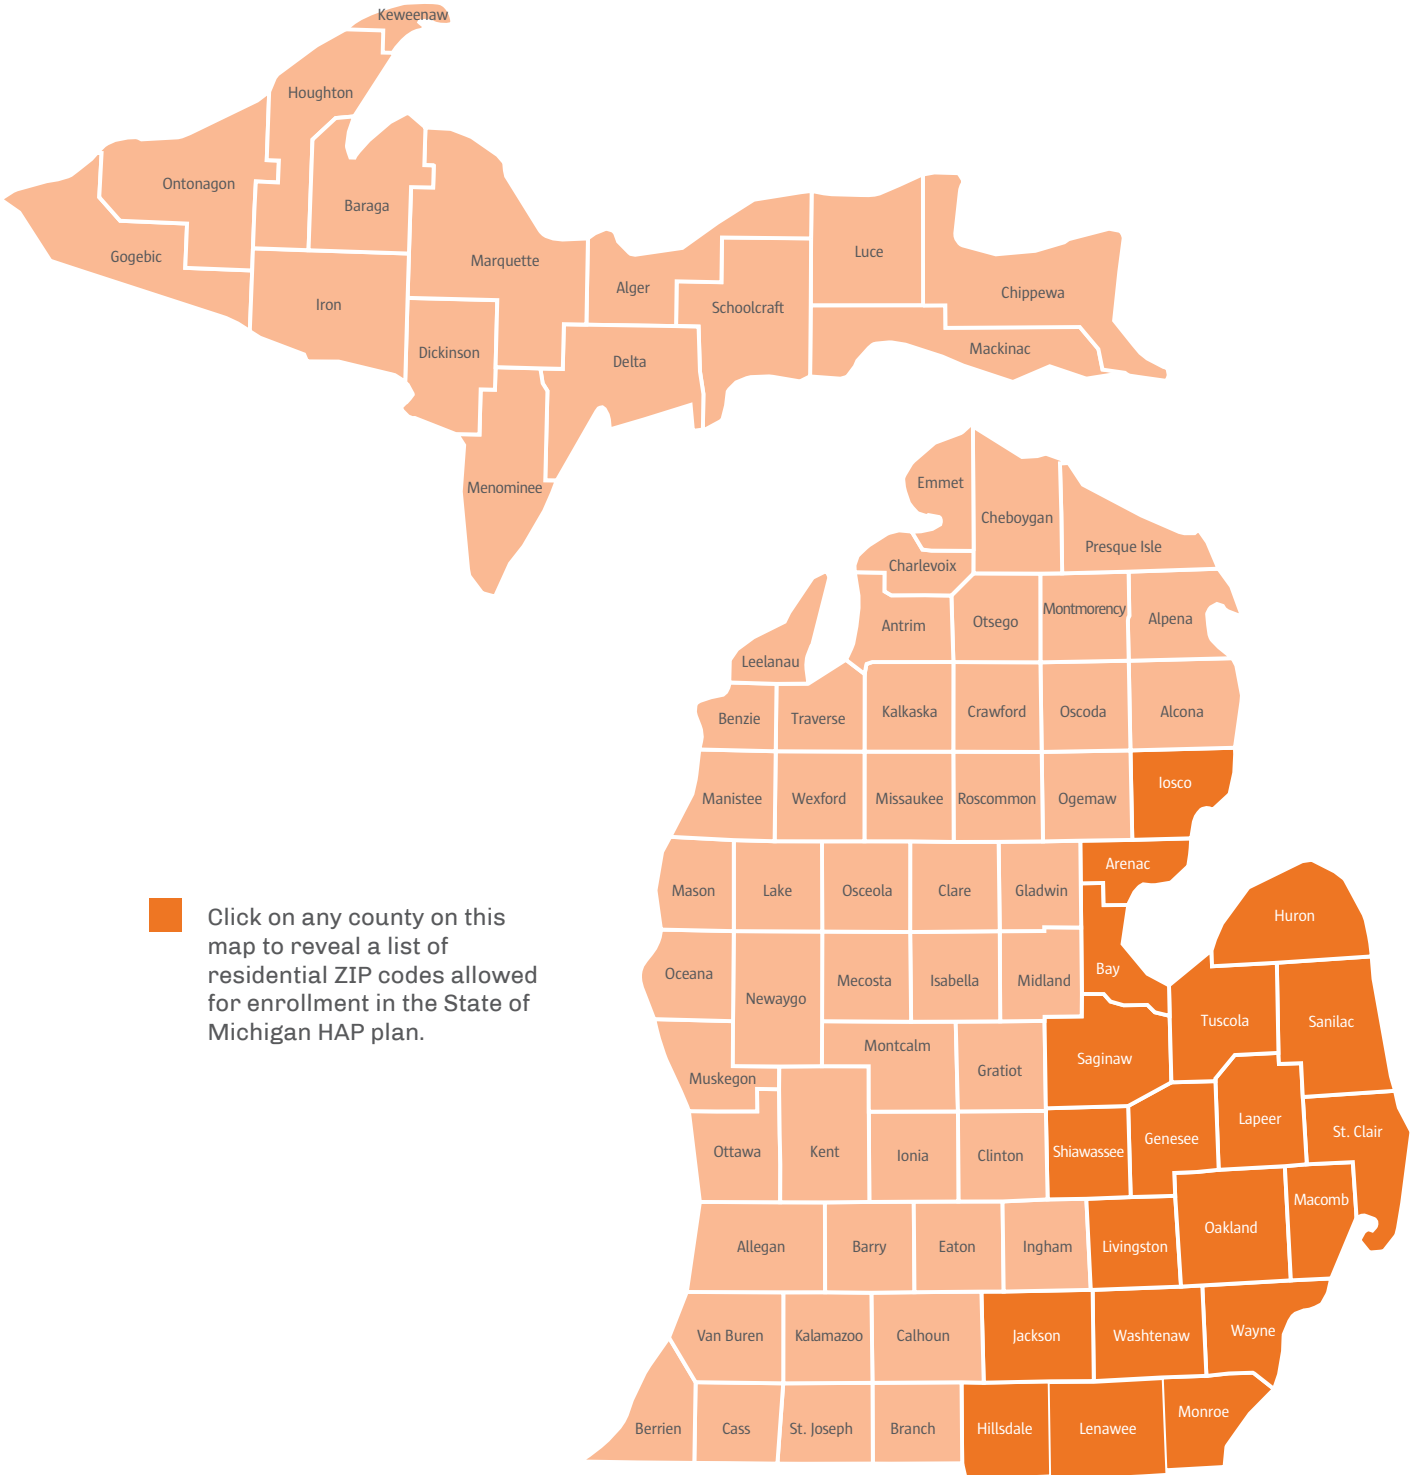 Keweenaw
Houghton
Ontonagon
Baraga
Gogebic
Marquette
Luce
Alger
Chippewa
Iron
Schoolcraft
Dickinson
Mackinac
Delta
Menominee
Emmet
Cheboygan
Presque Isle
Charlevoix
Montmorency
Antrim
Otsego
Alpena
Leelanau
Benzie
Traverse
Kalkaska
Crawford
Oscoda
Alcona
Iosco
Manistee
Wexford
Missaukee
Roscommon
Ogemaw
Arenac
Mason
Lake
Osceola
Clare
Gladwin
Huron
Click on any county on this
map to reveal a list of
residential ZIP codes allowed
for enrollment in the State of
Michigan HAP plan.
Oceana
Newaygo
Mecosta
Isabella
Midland
Bay
Tuscola
Sanilac
Montcalm
Muskegon
Gratiot
Saginaw
Lapeer
St. Clair
Ottawa
Kent
Ionia
Clinton
Shiawassee
Genesee
Macomb
Oakland
Allegan
Barry
Eaton
Ingham
Livingston
Van Buren
Kalamazoo
Calhoun
Jackson
Washtenaw
Wayne
Berrien
Cass
St. Joseph
Branch
Hillsdale
Lenawee
Monroe